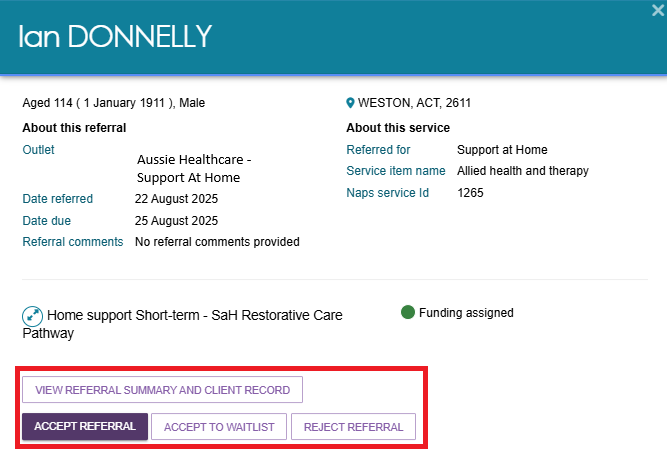 Ian DONNELLY
Aged 114 ( 1 January 1911 ), Male
WESTON, ACT, 2611
About this referral
Outlet
Aussie Healthcare -
Support At Home
Date referred 22 August 2025
Date due 25 August 2025
Referral comments No referral comments provided
About this service
Referred for Support at Home
Service item name Allied health and therapy
Naps service Id 1265
Home support Short-term - SaH Restorative Care
Pathway
Funding assigned
VIEW REFERRAL SUMMARY AND CLIENT RECORD
ACCEPT REFERRAL ACCEPT TO WAITLIST REJECT REFERRAL